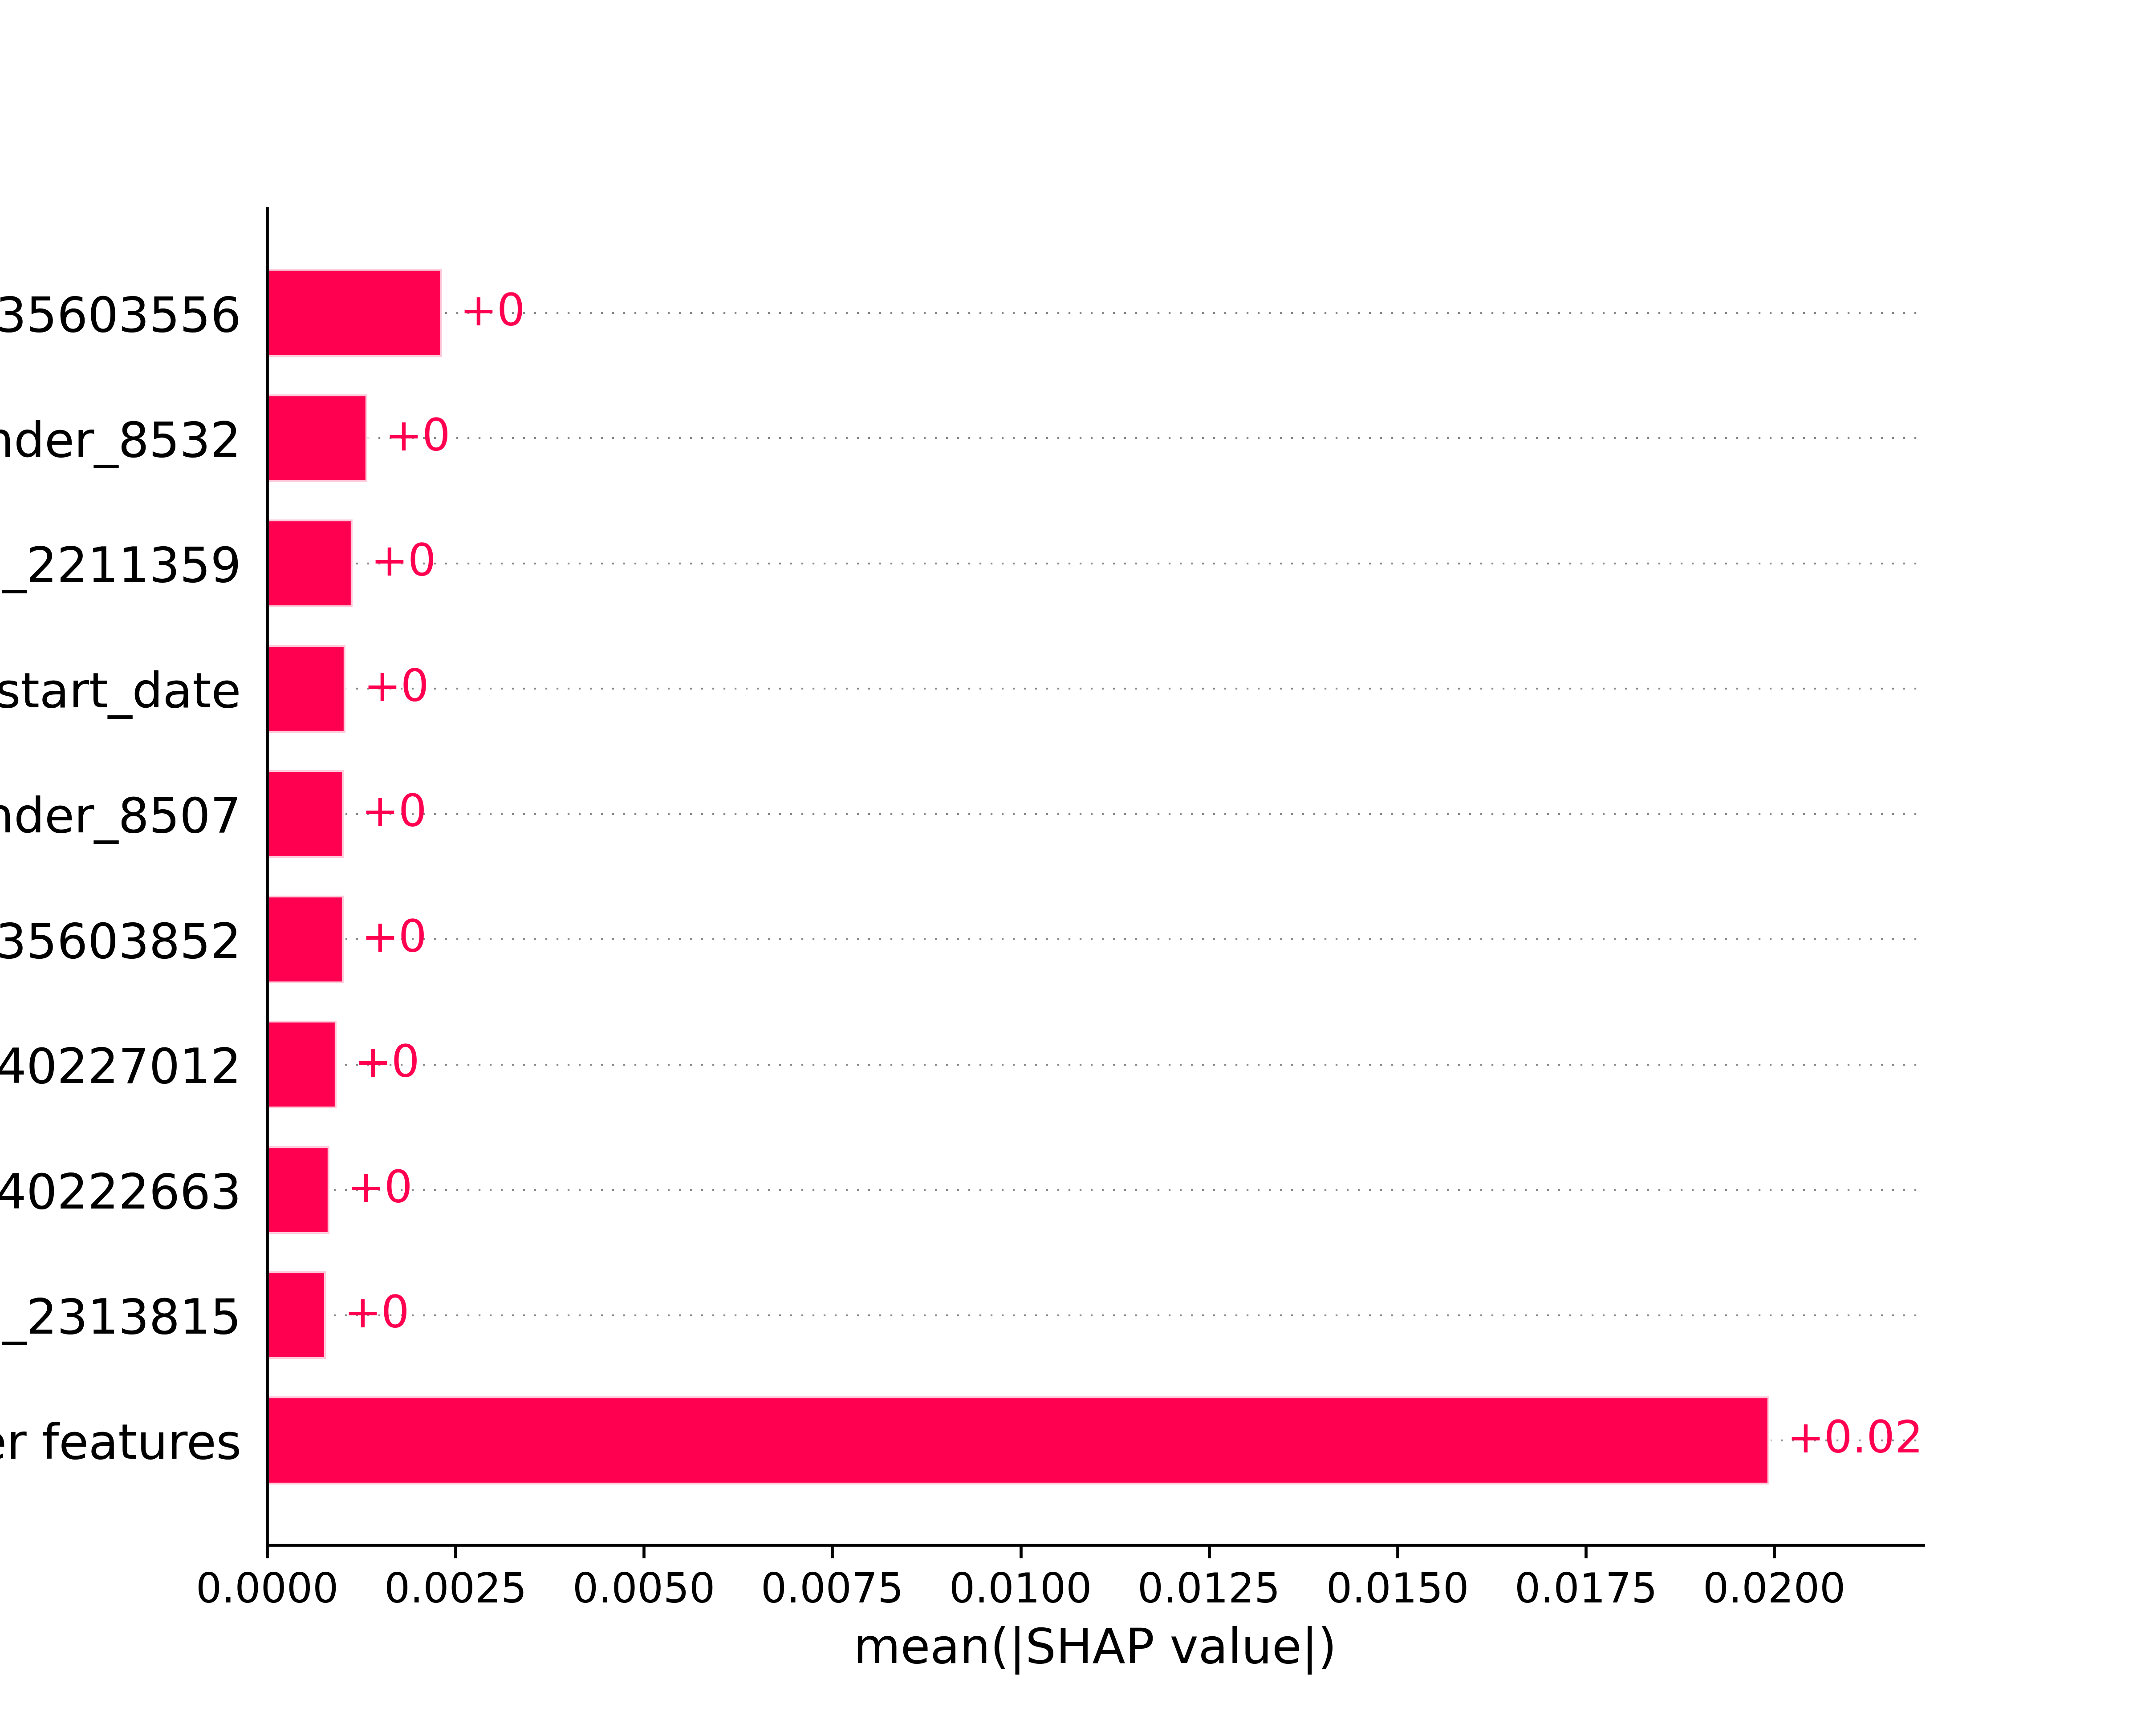 35603556
+0
nder_8532
+0
_2211359
+0
start_date
+0
nder_8507
+0
35603852
+0
40227012
+0
40222663
+0
_2313815
+0
er features
+0.02
0.0000 0.0025 0.0050 0.0075 0.0100 0.0125 0.0150 0.0175 0.0200
mean(|SHAP value|)